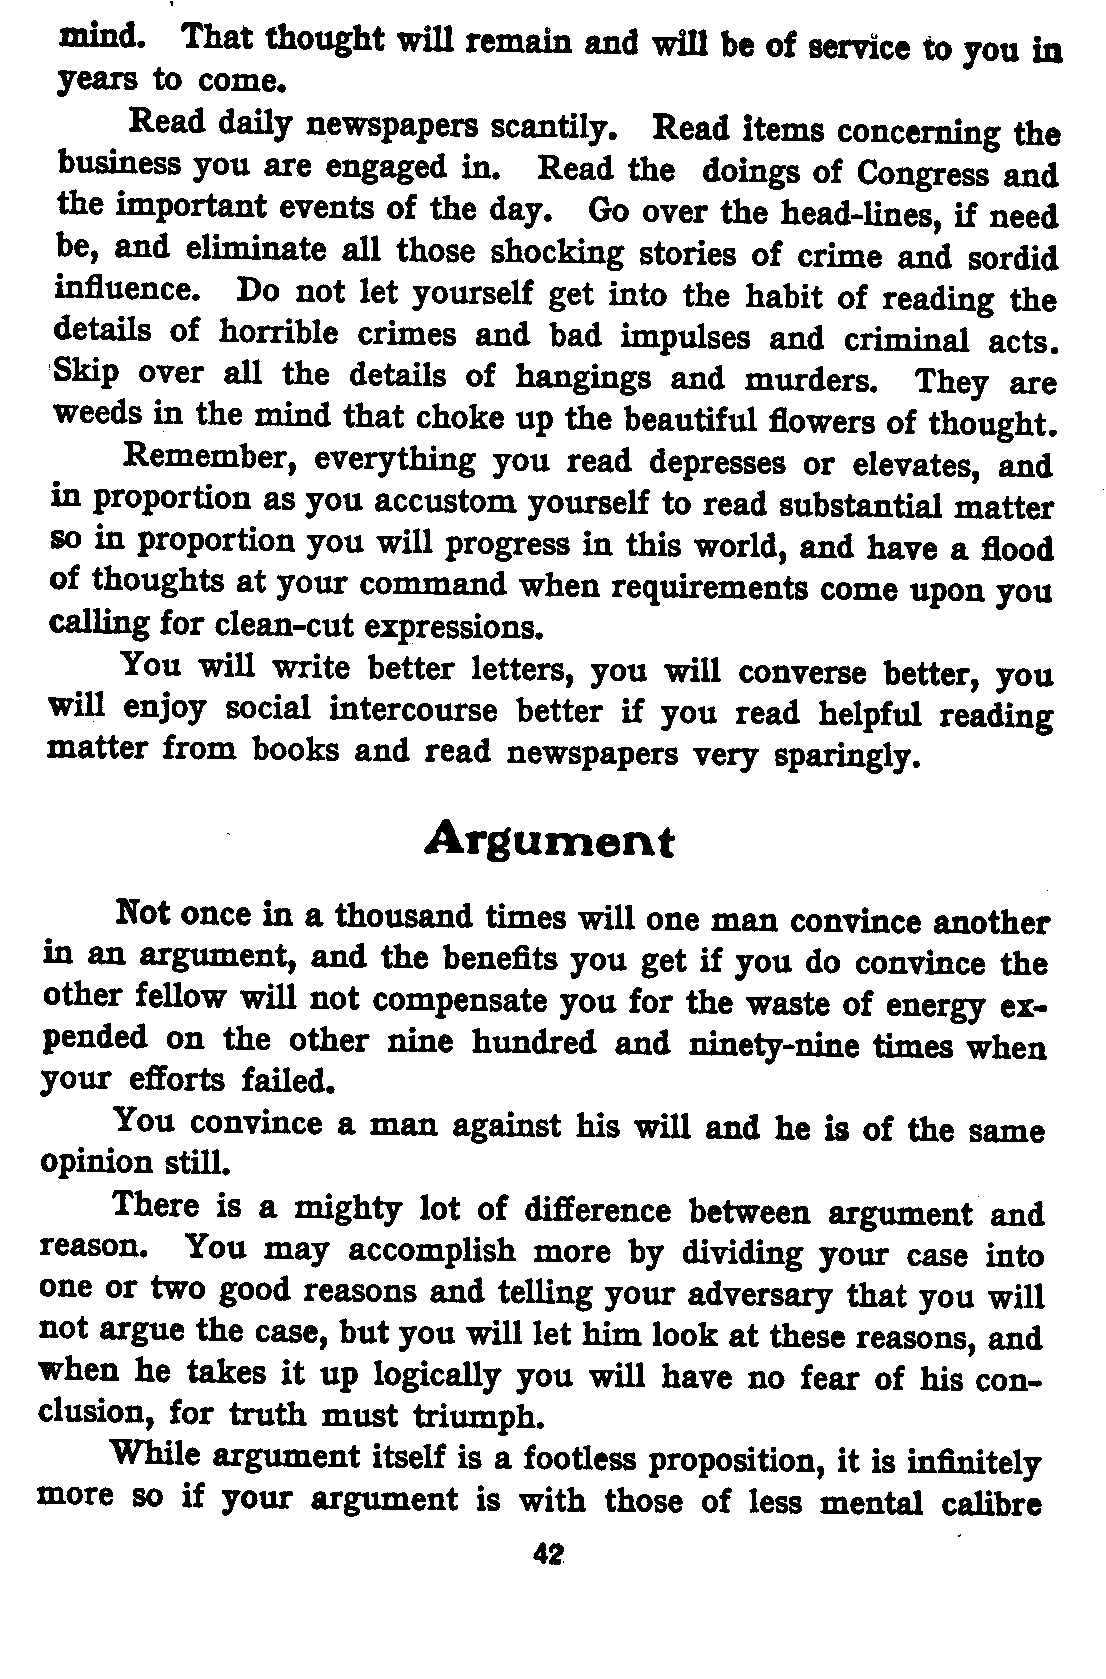 mind. That thought will remain and will be of service to you in
years to come.
Read daily newspapers scantily. Read items concerning the
business you are engaged in. Read the doings of Congress and
the important events of the day. Go over the head-lines, if need
be, and eliminate all those shocking stories of crime and sordid
influence. Do not let yourself get into the habit of reading the
details of horrible crimes and bad impulses and criminal acts.
Skip over all the details of hangings and murders. They are
weeds in the mind that choke up the beautiful flowers of thought.
Remember, everything you read depresses or elevates, and
in proportion as you accustom yourself to read substantial matter
so in proportion you will progress in this world, and have a flood
of thoughts at your command when requirements come upon you
calling for clean-cut expressions.
You will write better letters, you will converse better, you
will enjoy social intercourse better if you read helpful reading
matter from books and read newspapers very sparingly.
Argument
Not once in a thousand times will one man convince another
in an argument, and the benefits you get if you do convince the
other fellow will not compensate you for the waste of energy ex-
pended on the other nine hundred and ninety-nine times when
your efforts failed.
You convince a man against his will and he is of the same
opinion still.
There is a mighty lot of difference between argument and
reason. You may accomplish more by dividing your case into
one or two good reasons and telling your adversary that you will
not argue the case, but you will let him look at these reasons, and
when he takes it up logically you will have no fear of his con-
clusion, for truth must triumph.
While argument itself is a footless proposition, it is infinitely
more so if your argument is with those of less mental calibre
42